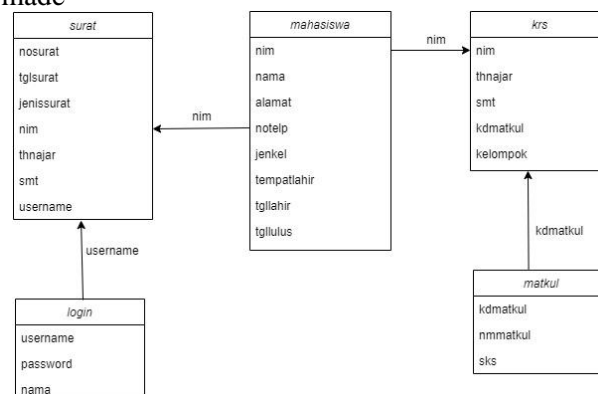 made
surat
nosurat
tglsurat
jenissurat
nim
thnajar
smt
username
mahasiswa
nim
nama
alamat
notelp
jenkel
tempatlahir
tgllahir
tgllulus
krs
nim
thnajar
smt
kdmatkul
kelompok
nim
nim
username
kdmatkul
login
username
password
nama
matkul
kdmatkul
nmmatkul
sks